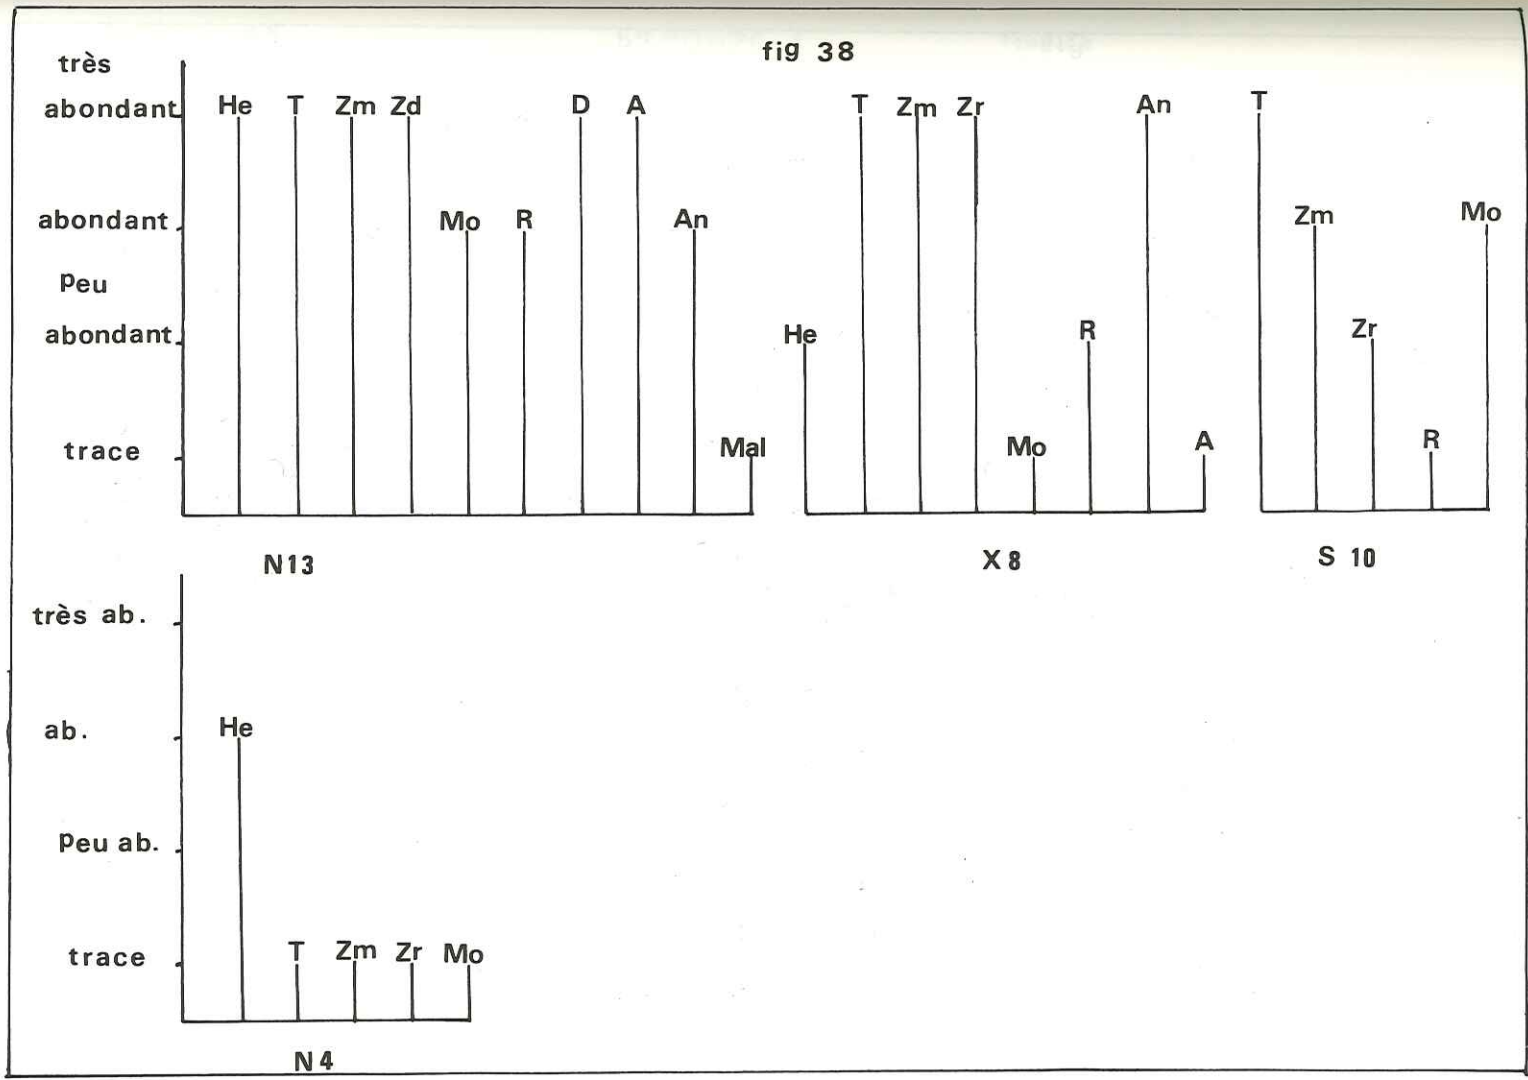 fig 38
très
abondant He T Zm Zd D A T Zm Zr An T
abondant Mo R An Zm Mo
Peu
abondant He R Zr
trace Mal Mo A R
N13 X 8 S 10
très ab.
ab. He
Peu ab.
trace T Zm Zr Mo
N 4